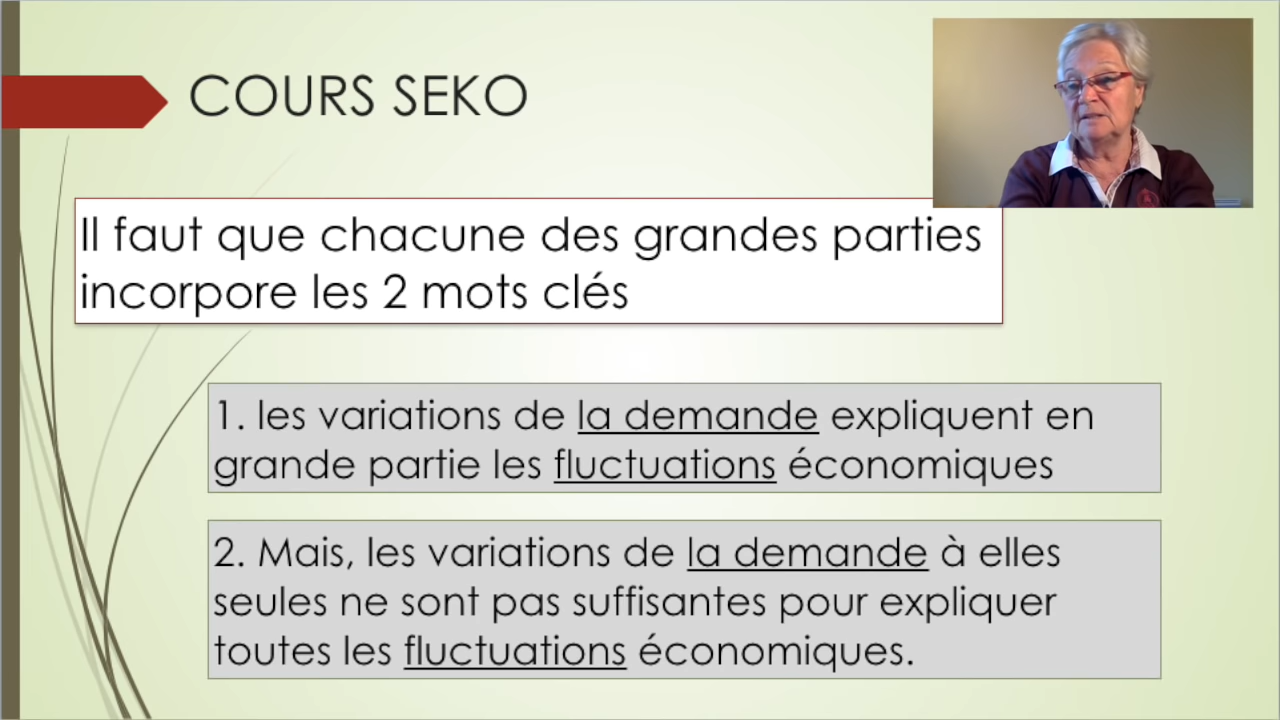 COURS SEKO
Il faut que chacune des grandes parties
incorpore les 2 mots clés
1. les variations de la demande expliquent en
grande partie les fluctuations économiques
2. Mais, les variations de la demande à elles
seules ne sont pas suffisantes pour expliquer
toutes les fluctuations économiques.